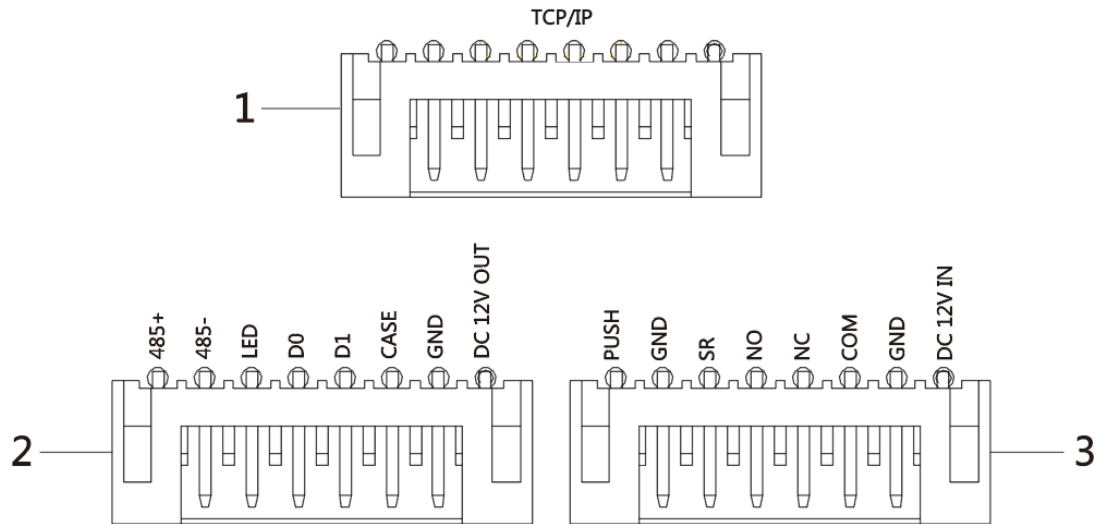 TCP/IP
1
485+
485-
LED
D0
D1
CASE
GND
DC 12V OUT
2
PUSH
GND
SR
NO
NC
COM
GND
DC 12V IN
3